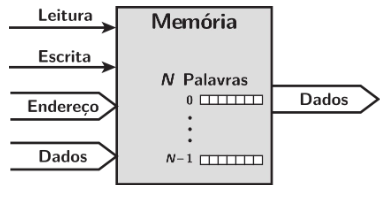 Leitura
Escrita
Endereço
Dados
Memória
N Palavras
0
N-1
Dados